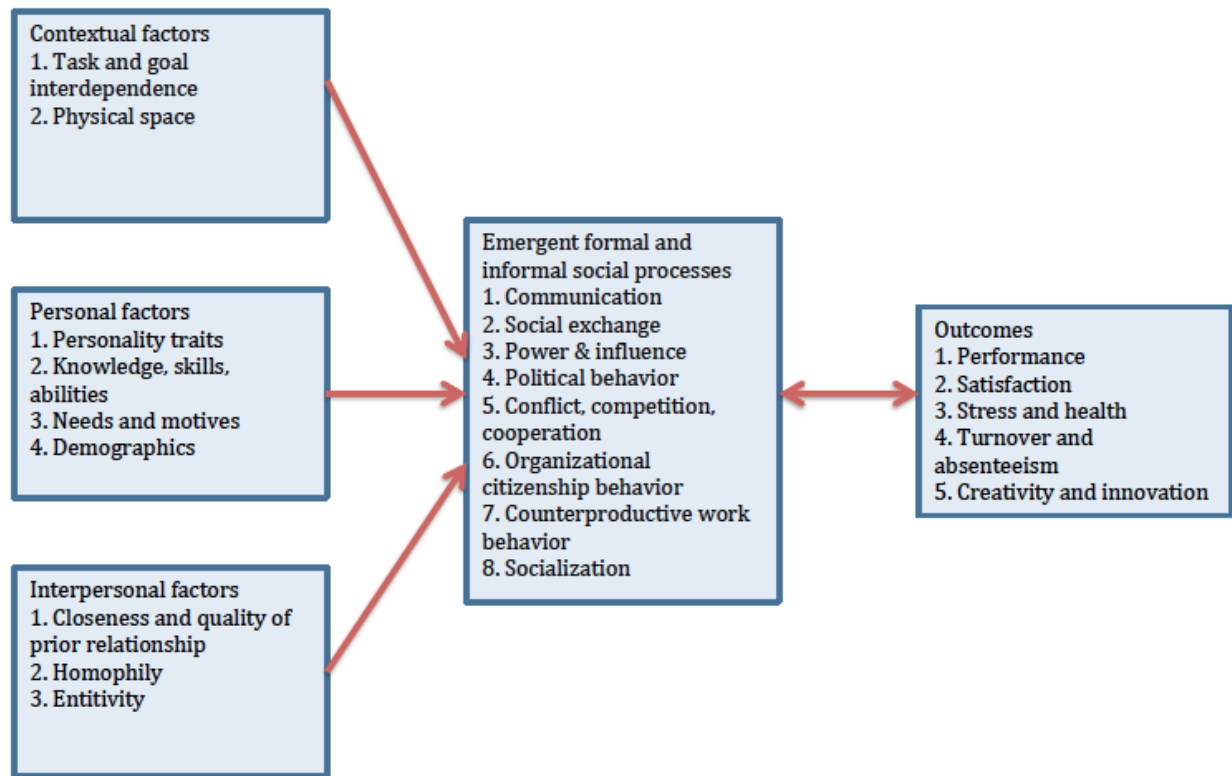 Contextual factors
1. Task and goal
interdependence
2. Physical space
Personal factors
1. Personality traits
2. Knowledge, skills,
abilities
3. Needs and motives
4. Demographics
Interpersonal factors
1. Closeness and quality of
prior relationship
2. Homophily
3. Entitivity
Emergent formal and
informal social processes
1. Communication
2. Social exchange
3. Power & influence
4. Political behavior
5. Conflict, competition,
cooperation
6. Organizational
citizenship behavior
7. Counterproductive work
behavior
8. Socialization
Outcomes
1. Performance
2. Satisfaction
3. Stress and health
4. Turnover and
absenteeism
5. Creativity and innovation